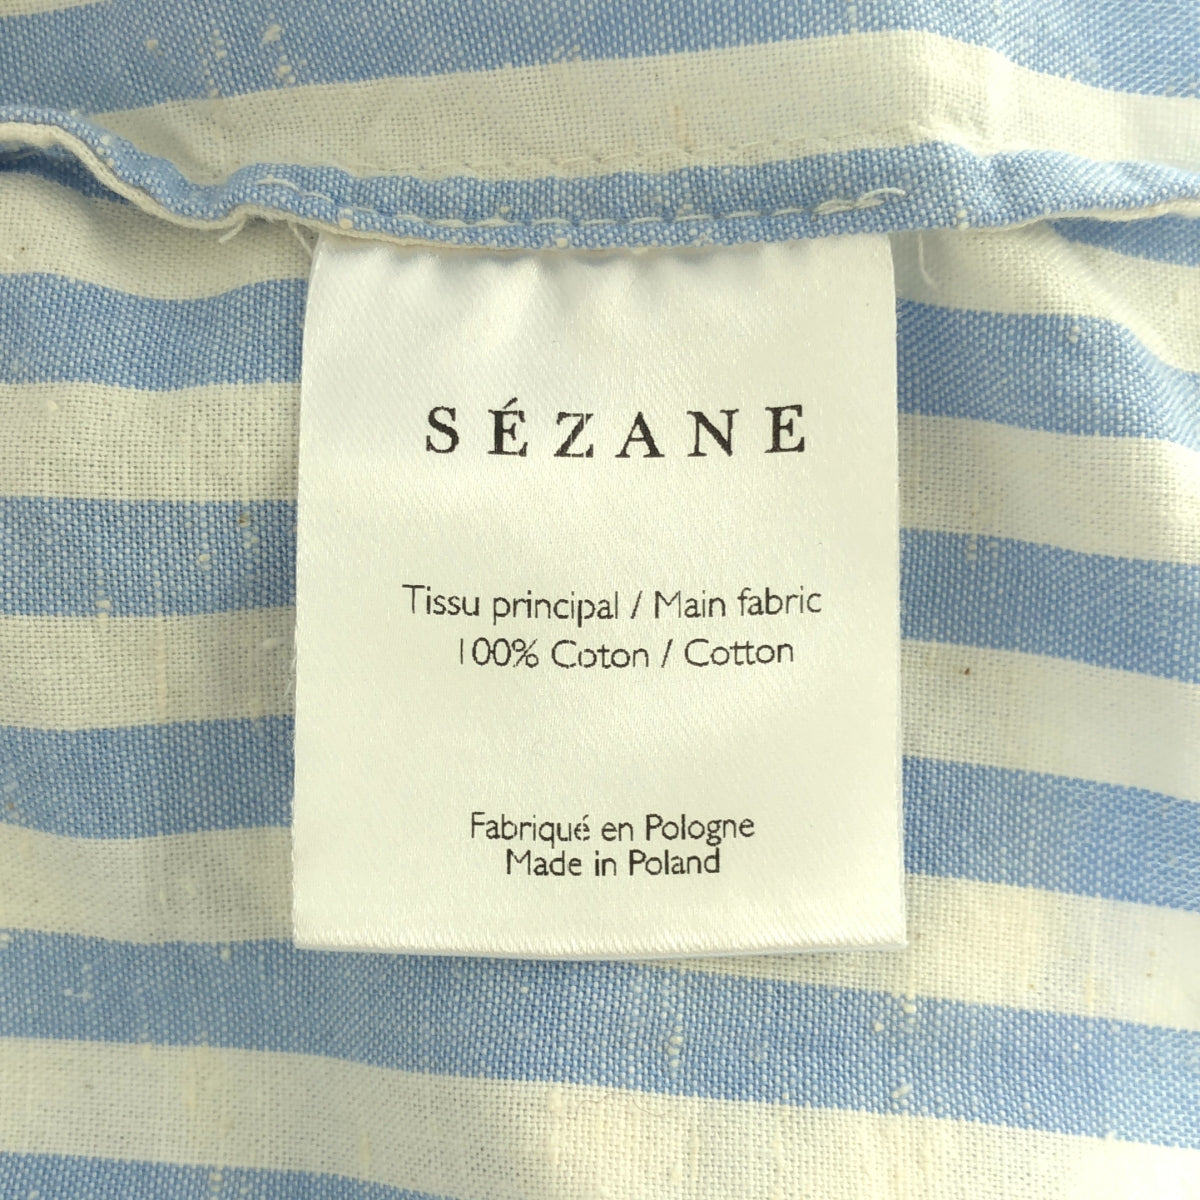 SÉZANE
Tissu principal / Main fabric
100% Coton / Cotton
Fabriqué en Pologne
Made in Poland